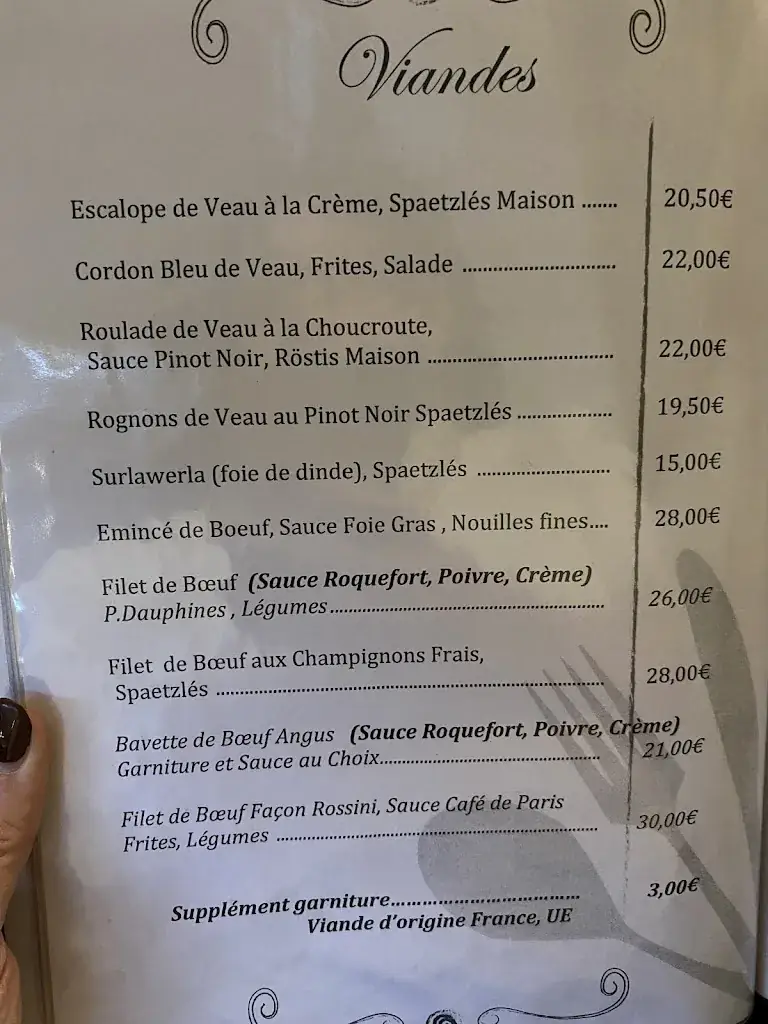 Viandes
Escalope de Veau à la Crème, Spaetzlés Maison ....... 20,50€
Cordon Bleu de Veau, Frites, Salade .............................. 22,00€
Roulade de Veau à la Choucroute,
Sauce Pinot Noir, Röstis Maison .................................... 22,00€
Rognons de Veau au Pinot Noir Spaetzlés .................. 19,50€
Surlawerla (foie de dinde), Spaetzlés ......................... 15,00€
Emincé de Boeuf, Sauce Foie Gras , Nouilles fines.... 28,00€
Filet de Bœuf (Sauce Roquefort, Poivre, Crème)
P.Dauphines , Légumes...................................................... 26,00€
Filet de Bœuf aux Champignons Frais,
Spaetzlés .......................................................................... 28,00€
Bavette de Bœuf Angus (Sauce Roquefort, Poivre, Crème)
Garniture et Sauce au Choix........................................... 21,00€
Filet de Bœuf Façon Rossini, Sauce Café de Paris
Frites, Légumes ................................................................ 30,00€
Supplément garniture.................................... 3,00€
Viande d'origine France, UE